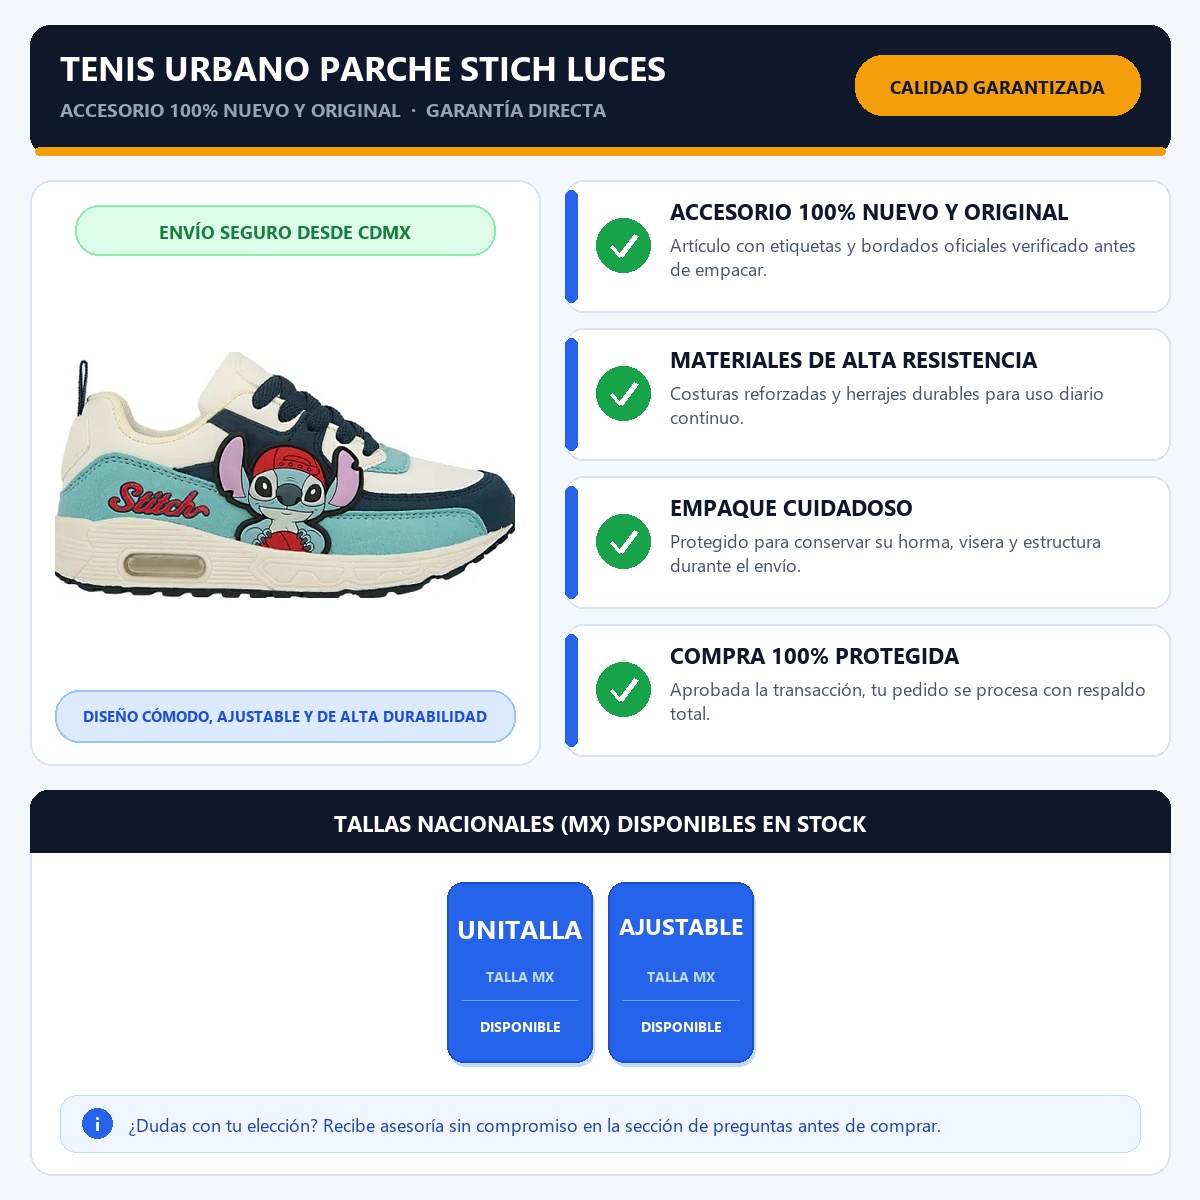 TENIS URBANO PARCHE STICH LUCES
ACCESORIO 100% NUEVO Y ORIGINAL · GARANTÍA DIRECTA
CALIDAD GARANTIZADA
ENVÍO SEGURO DESDE CDMX
Stitch
DISEÑO CÓMODO, AJUSTABLE Y DE ALTA DURABILIDAD
ACCESORIO 100% NUEVO Y ORIGINAL
Artículo con etiquetas y bordados oficiales verificado antes
de empacar.
MATERIALES DE ALTA RESISTENCIA
Costuras reforzadas y herrajes durables para uso diario
continuo.
EMPAQUE CUIDADOSO
Protegido para conservar su horma, visera y estructura
durante el envío.
COMPRA 100% PROTEGIDA
Aprobada la transacción, tu pedido se procesa con respaldo
total.
TALLAS NACIONALES (MX) DISPONIBLES EN STOCK
UNITALLA
TALLA MX
DISPONIBLE
AJUSTABLE
TALLA MX
DISPONIBLE
¿Dudas con tu elección? Recibe asesoría sin compromiso en la sección de preguntas antes de comprar.